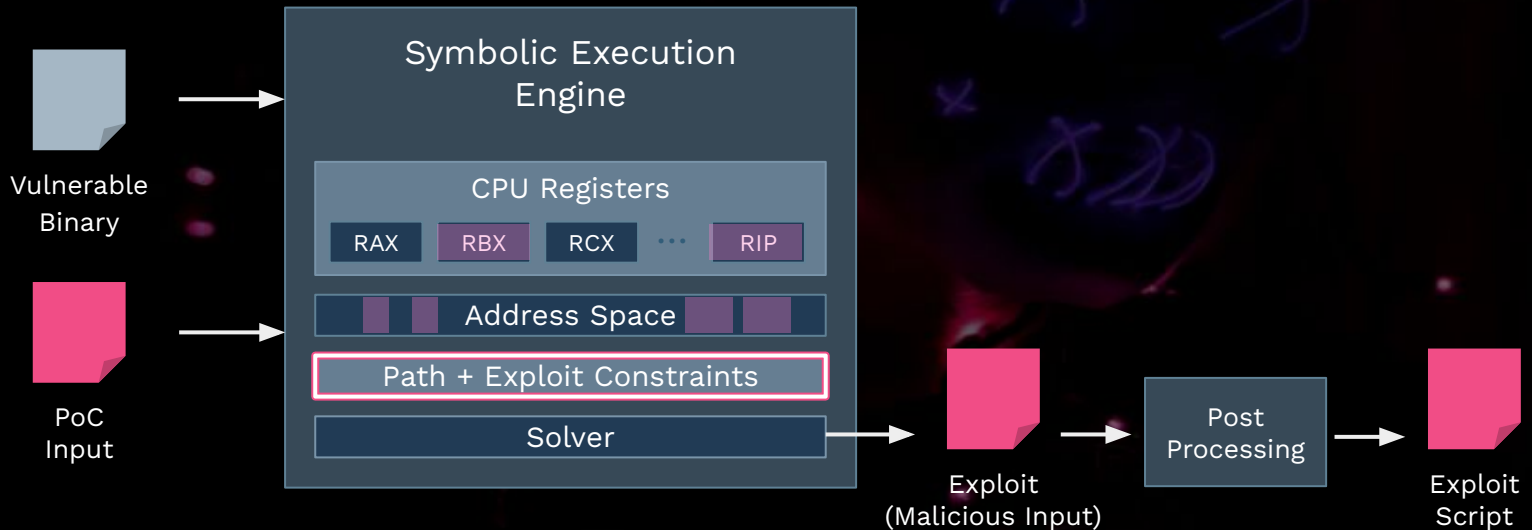 Symbolic Execution
Engine
Vulnerable
Binary
CPU Registers
RAX RBX RCX ... RIP
PoC
Input
Address Space
Path + Exploit Constraints
Solver
Exploit
(Malicious Input)
Post
Processing
Exploit
Script